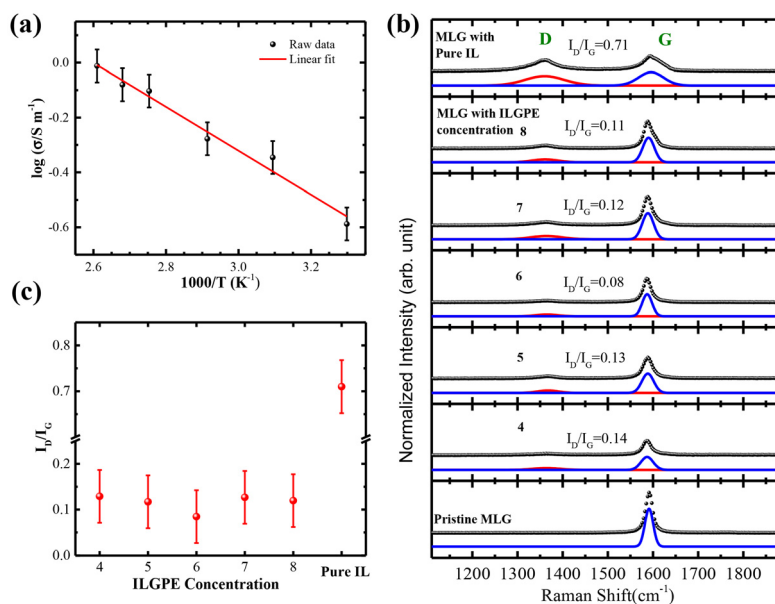 (a)
Raw data
Linear fit
log (σ/S m⁻¹)
0.0
-0.2
-0.4
-0.6
2.6 2.8 3.0 3.2
1000/T (K⁻¹)
(c)
I_D/I_G
0.8
0.7
0.2
0.1
0.0
4 5 6 7 8 Pure IL
ILGPE Concentration
(b)
Normalized Intensity (arb. unit)
MLG with
Pure IL
D
I_D/I_G=0.71
G
MLG with ILGPE
concentration 8
I_D/I_G=0.11
7
I_D/I_G=0.12
6
I_D/I_G=0.08
5
I_D/I_G=0.13
4
I_D/I_G=0.14
Pristine MLG
1200 1300 1400 1500 1600 1700 1800
Raman Shift(cm⁻¹)